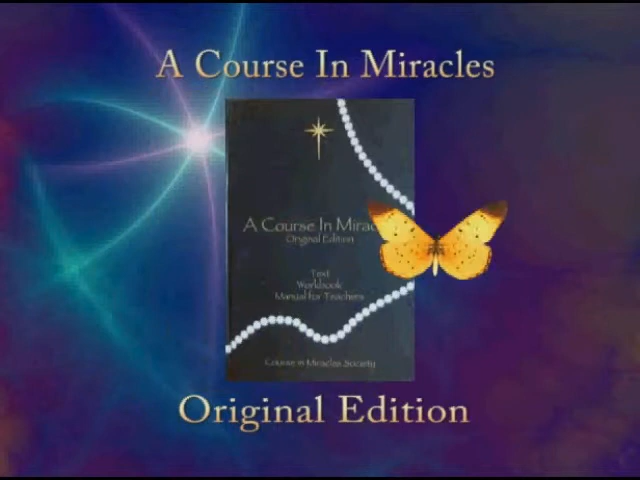 A Course In Miracles
A Course In Mirac
Original Edition
Text
Workbook
Manual for Teachers
Course in Miracles Society
Original Edition